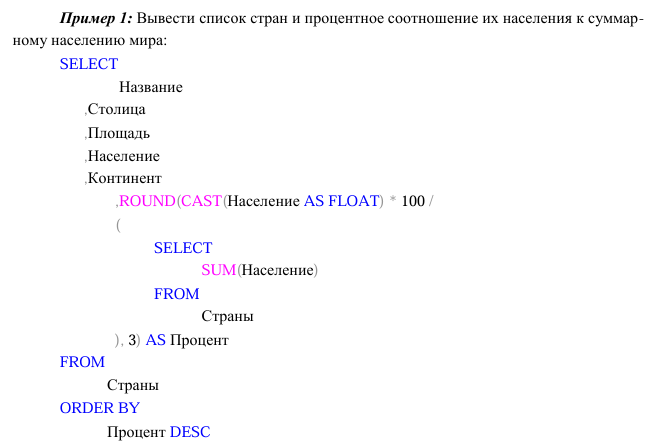 Пример 1: Вывести список стран и процентное соотношение их населения к суммар-
ному населению мира:
SELECT
Название
,Столица
,Площадь
,Население
,Континент
,ROUND(CAST(Население AS FLOAT) * 100 /
(
SELECT
SUM(Население)
FROM
Страны
), 3) AS Процент
FROM
Страны
ORDER BY
Процент DESC